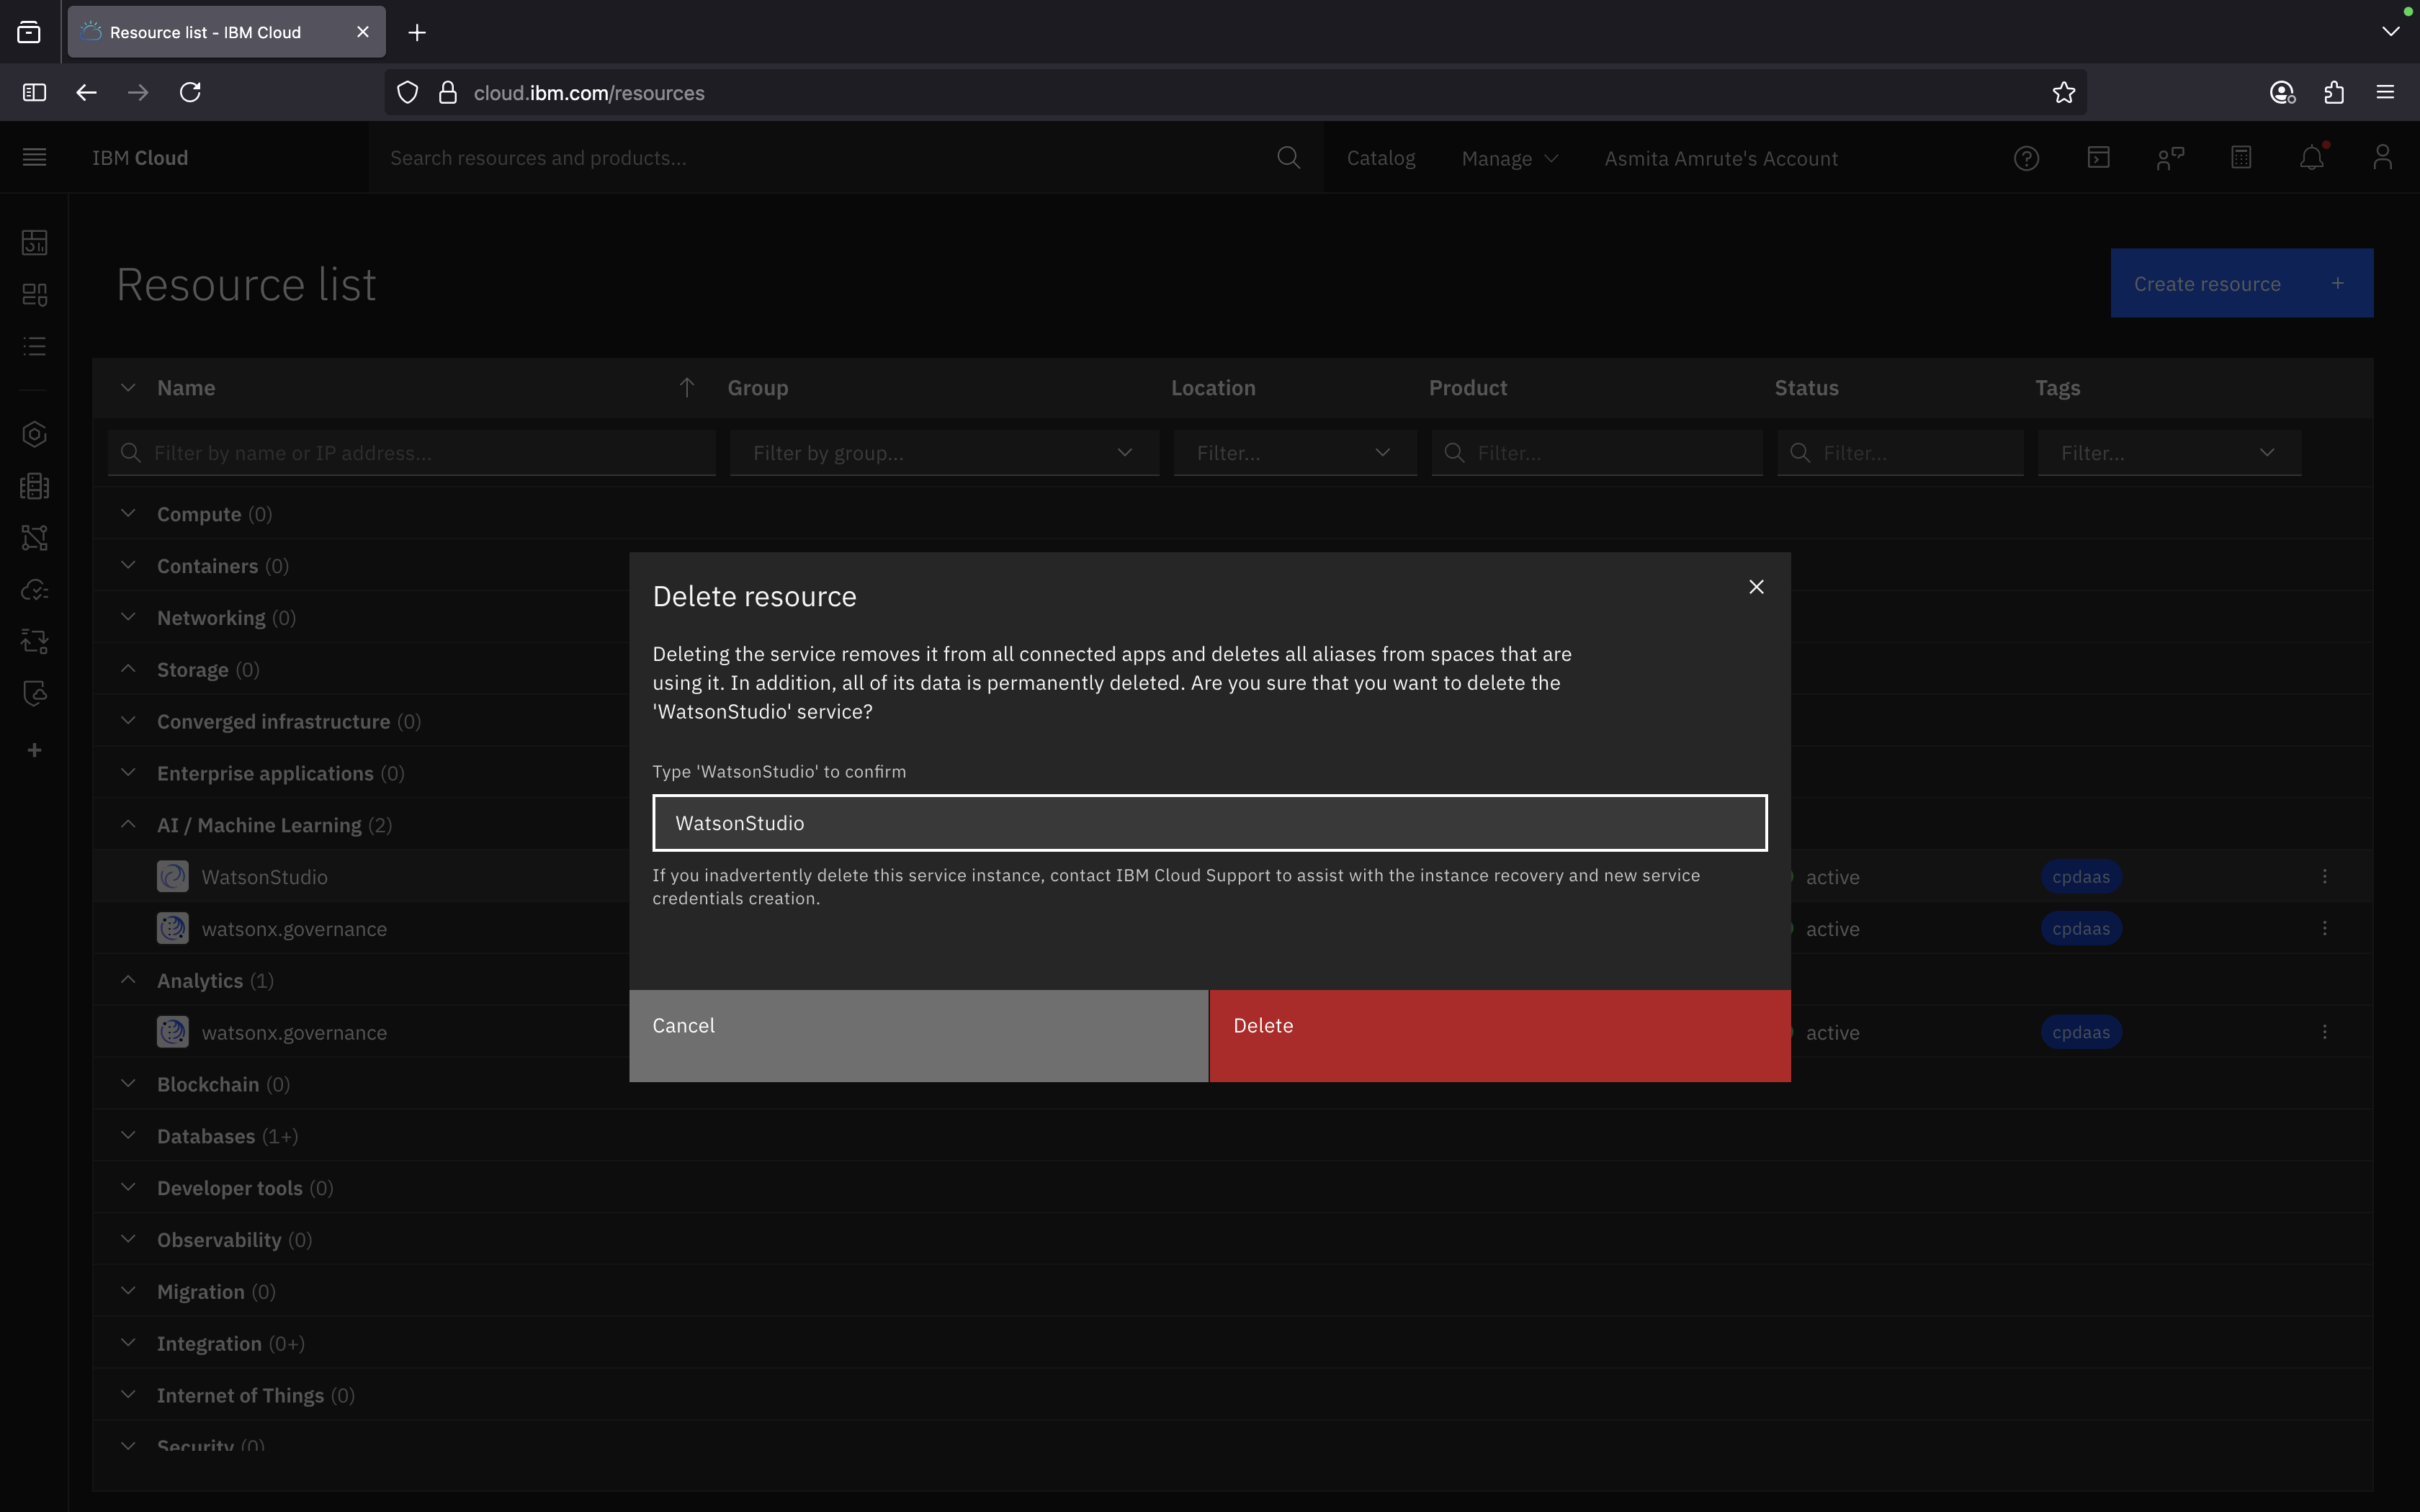 Resource list - IBM Cloud
cloud.ibm.com/resources
IBM Cloud
Search resources and products...
Catalog
Manage
Asmita Amrute's Account
Resource list
Create resource +
Name
Group
Location
Product
Status
Tags
Filter by name or IP address...
Filter by group...
Filter...
Filter...
Filter...
Filter...
Compute (0)
Containers (0)
Networking (0)
Storage (0)
Converged infrastructure (0)
Enterprise applications (0)
AI / Machine Learning (2)
WatsonStudio
active
cpdaas
watsonx.governance
active
cpdaas
Analytics (1)
watsonx.governance
active
cpdaas
Blockchain (0)
Databases (1+)
Developer tools (0)
Observability (0)
Migration (0)
Integration (0+)
Internet of Things (0)
Security (0)
Delete resource
Deleting the service removes it from all connected apps and deletes all aliases from spaces that are
using it. In addition, all of its data is permanently deleted. Are you sure that you want to delete the
'WatsonStudio' service?
Type 'WatsonStudio' to confirm
WatsonStudio
If you inadvertently delete this service instance, contact IBM Cloud Support to assist with the instance recovery and new service
credentials creation.
Cancel
Delete